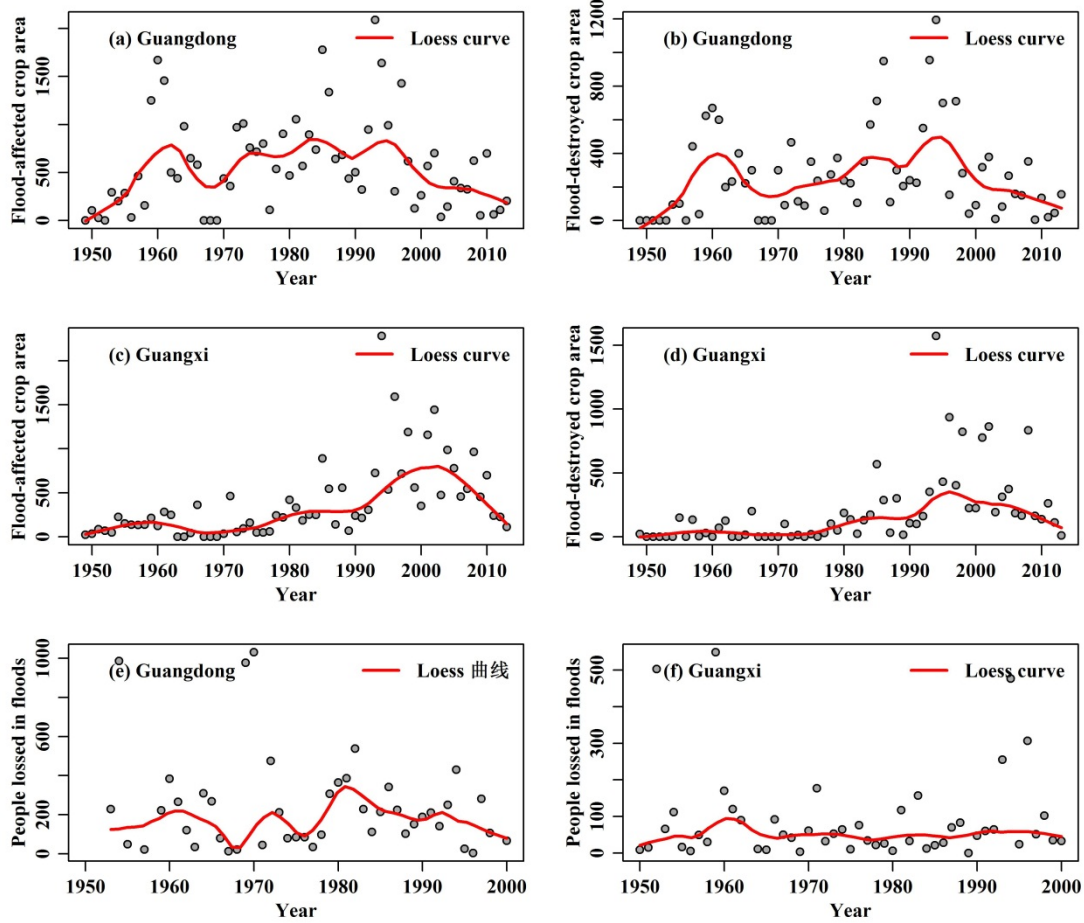 Flood-affected crop area
0 500 1500
(a) Guangdong
Loess curve
1950 1960 1970 1980 1990 2000 2010
Year
Flood-destroyed crop area
0 400 800 1200
(b) Guangdong
Loess curve
1950 1960 1970 1980 1990 2000 2010
Year
Flood-affected crop area
0 500 1500
(c) Guangxi
Loess curve
1950 1960 1970 1980 1990 2000 2010
Year
Flood-destroyed crop area
0 500 1000 1500
(d) Guangxi
Loess curve
1950 1960 1970 1980 1990 2000 2010
Year
People lossed in floods
0 200 600 1000
(e) Guangdong
Loess 曲线
1950 1960 1970 1980 1990 2000
Year
People lossed in floods
0 100 300 500
(f) Guangxi
Loess curve
1950 1960 1970 1980 1990 2000
Year